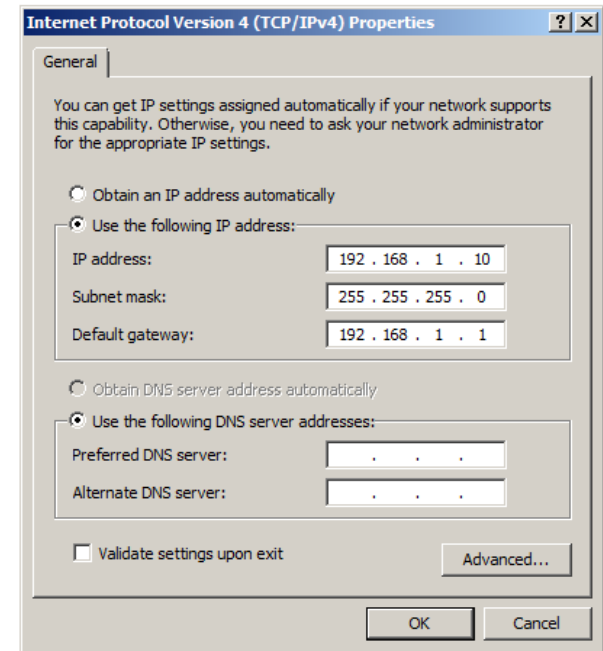 Internet Protocol Version 4 (TCP/IPv4) Properties
General
You can get IP settings assigned automatically if your network supports
this capability. Otherwise, you need to ask your network administrator
for the appropriate IP settings.
Obtain an IP address automatically
Use the following IP address:
IP address: 192 . 168 . 1 . 10
Subnet mask: 255 . 255 . 255 . 0
Default gateway: 192 . 168 . 1 . 1
Obtain DNS server address automatically
Use the following DNS server addresses:
Preferred DNS server: . . .
Alternate DNS server: . . .
Validate settings upon exit
Advanced...
OK Cancel